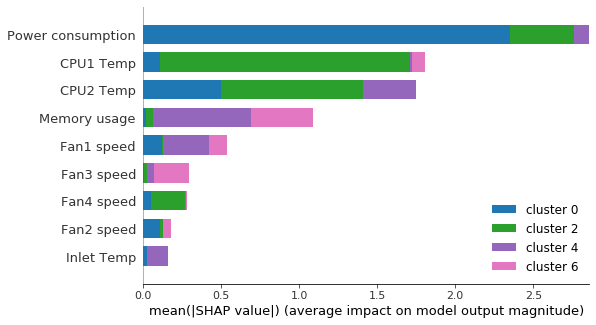 Power consumption
CPU1 Temp
CPU2 Temp
Memory usage
Fan1 speed
Fan3 speed
Fan4 speed
Fan2 speed
Inlet Temp
cluster 0
cluster 2
cluster 4
cluster 6
0.0 0.5 1.0 1.5 2.0 2.5
mean(|SHAP value|) (average impact on model output magnitude)